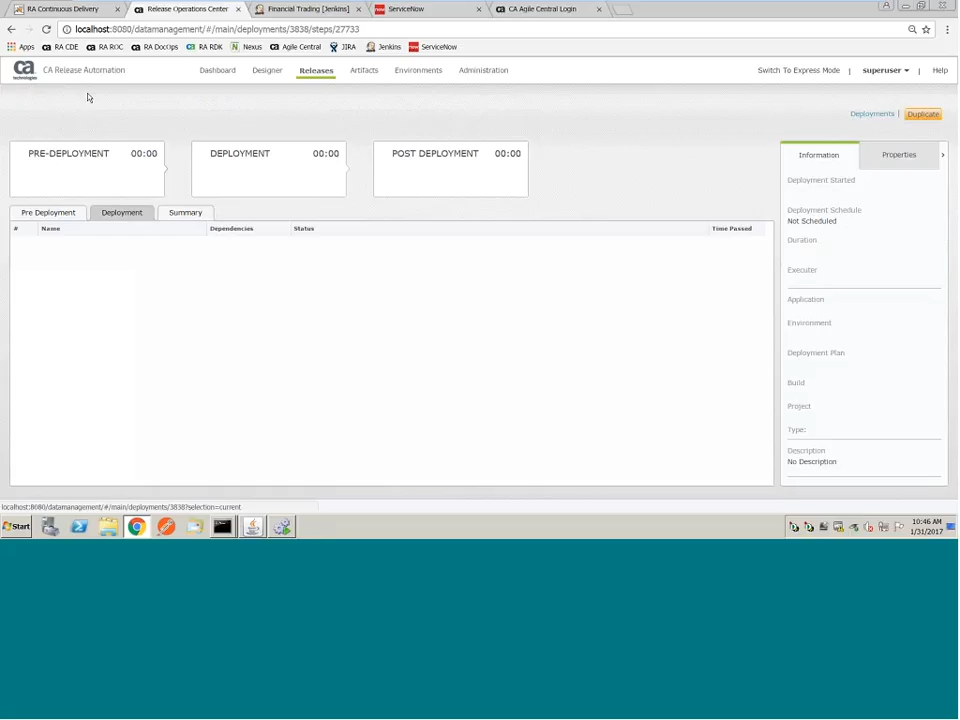 RA Continuous Delivery
Release Operations Center
Financial Trading [Jenkins]
ServiceNow
CA Agile Central Login
localhost:8080/datamanagement/#/main/deployments/3838/steps/27733
Apps RA CDE RA ROC RA DocOps RA RDK Nexus Agile Central JIRA Jenkins ServiceNow
ca technologies CA Release Automation Dashboard Designer Releases Artifacts Environments Administration Switch To Express Mode | superuser | Help
Deployments | Duplicate
PRE-DEPLOYMENT 00:00 DEPLOYMENT 00:00 POST DEPLOYMENT 00:00
Pre Deployment Deployment Summary
# Name Dependencies Status Time Passed
Information Properties
Deployment Started
Deployment Schedule
Not Scheduled
Duration
Executer
Application
Environment
Deployment Plan
Build
Project
Type:
Description
No Description
localhost:8080/datamanagement/#/main/deployments/3838?selection=current
Start
10:46 AM
1/31/2017